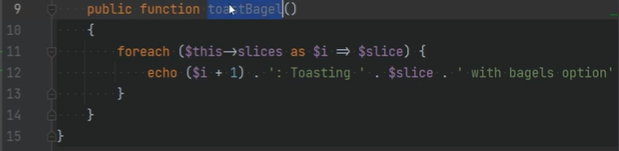 9 public function toastBagel()
10 {
11 foreach ($this->slices as $i => $slice) {
12 echo ($i + 1) . ': Toasting ' . $slice . ' with bagels option'
13 }
14 }
15 }